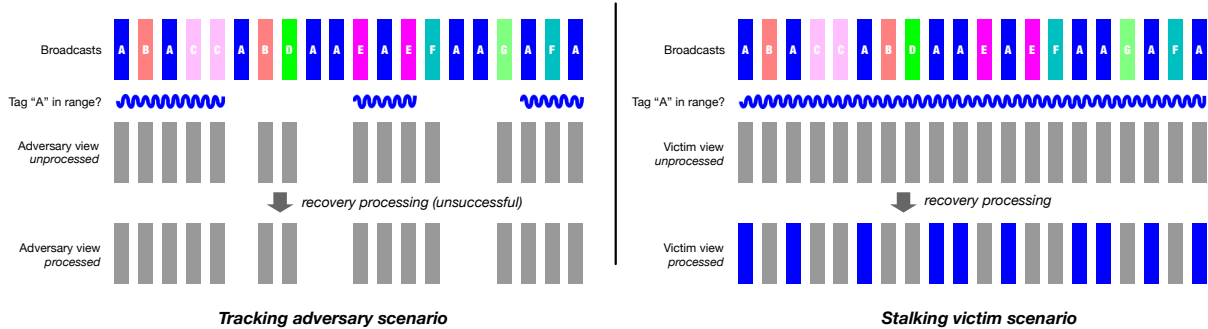 Broadcasts
A B A C C A B D A A E A E F A A G A F A
Tag "A" in range?
Adversary view
unprocessed
recovery processing (unsuccessful)
Adversary view
processed
Tracking adversary scenario
Broadcasts
A B A C C A B D A A E A E F A A G A F A
Tag "A" in range?
Victim view
unprocessed
recovery processing
Victim view
processed
Stalking victim scenario